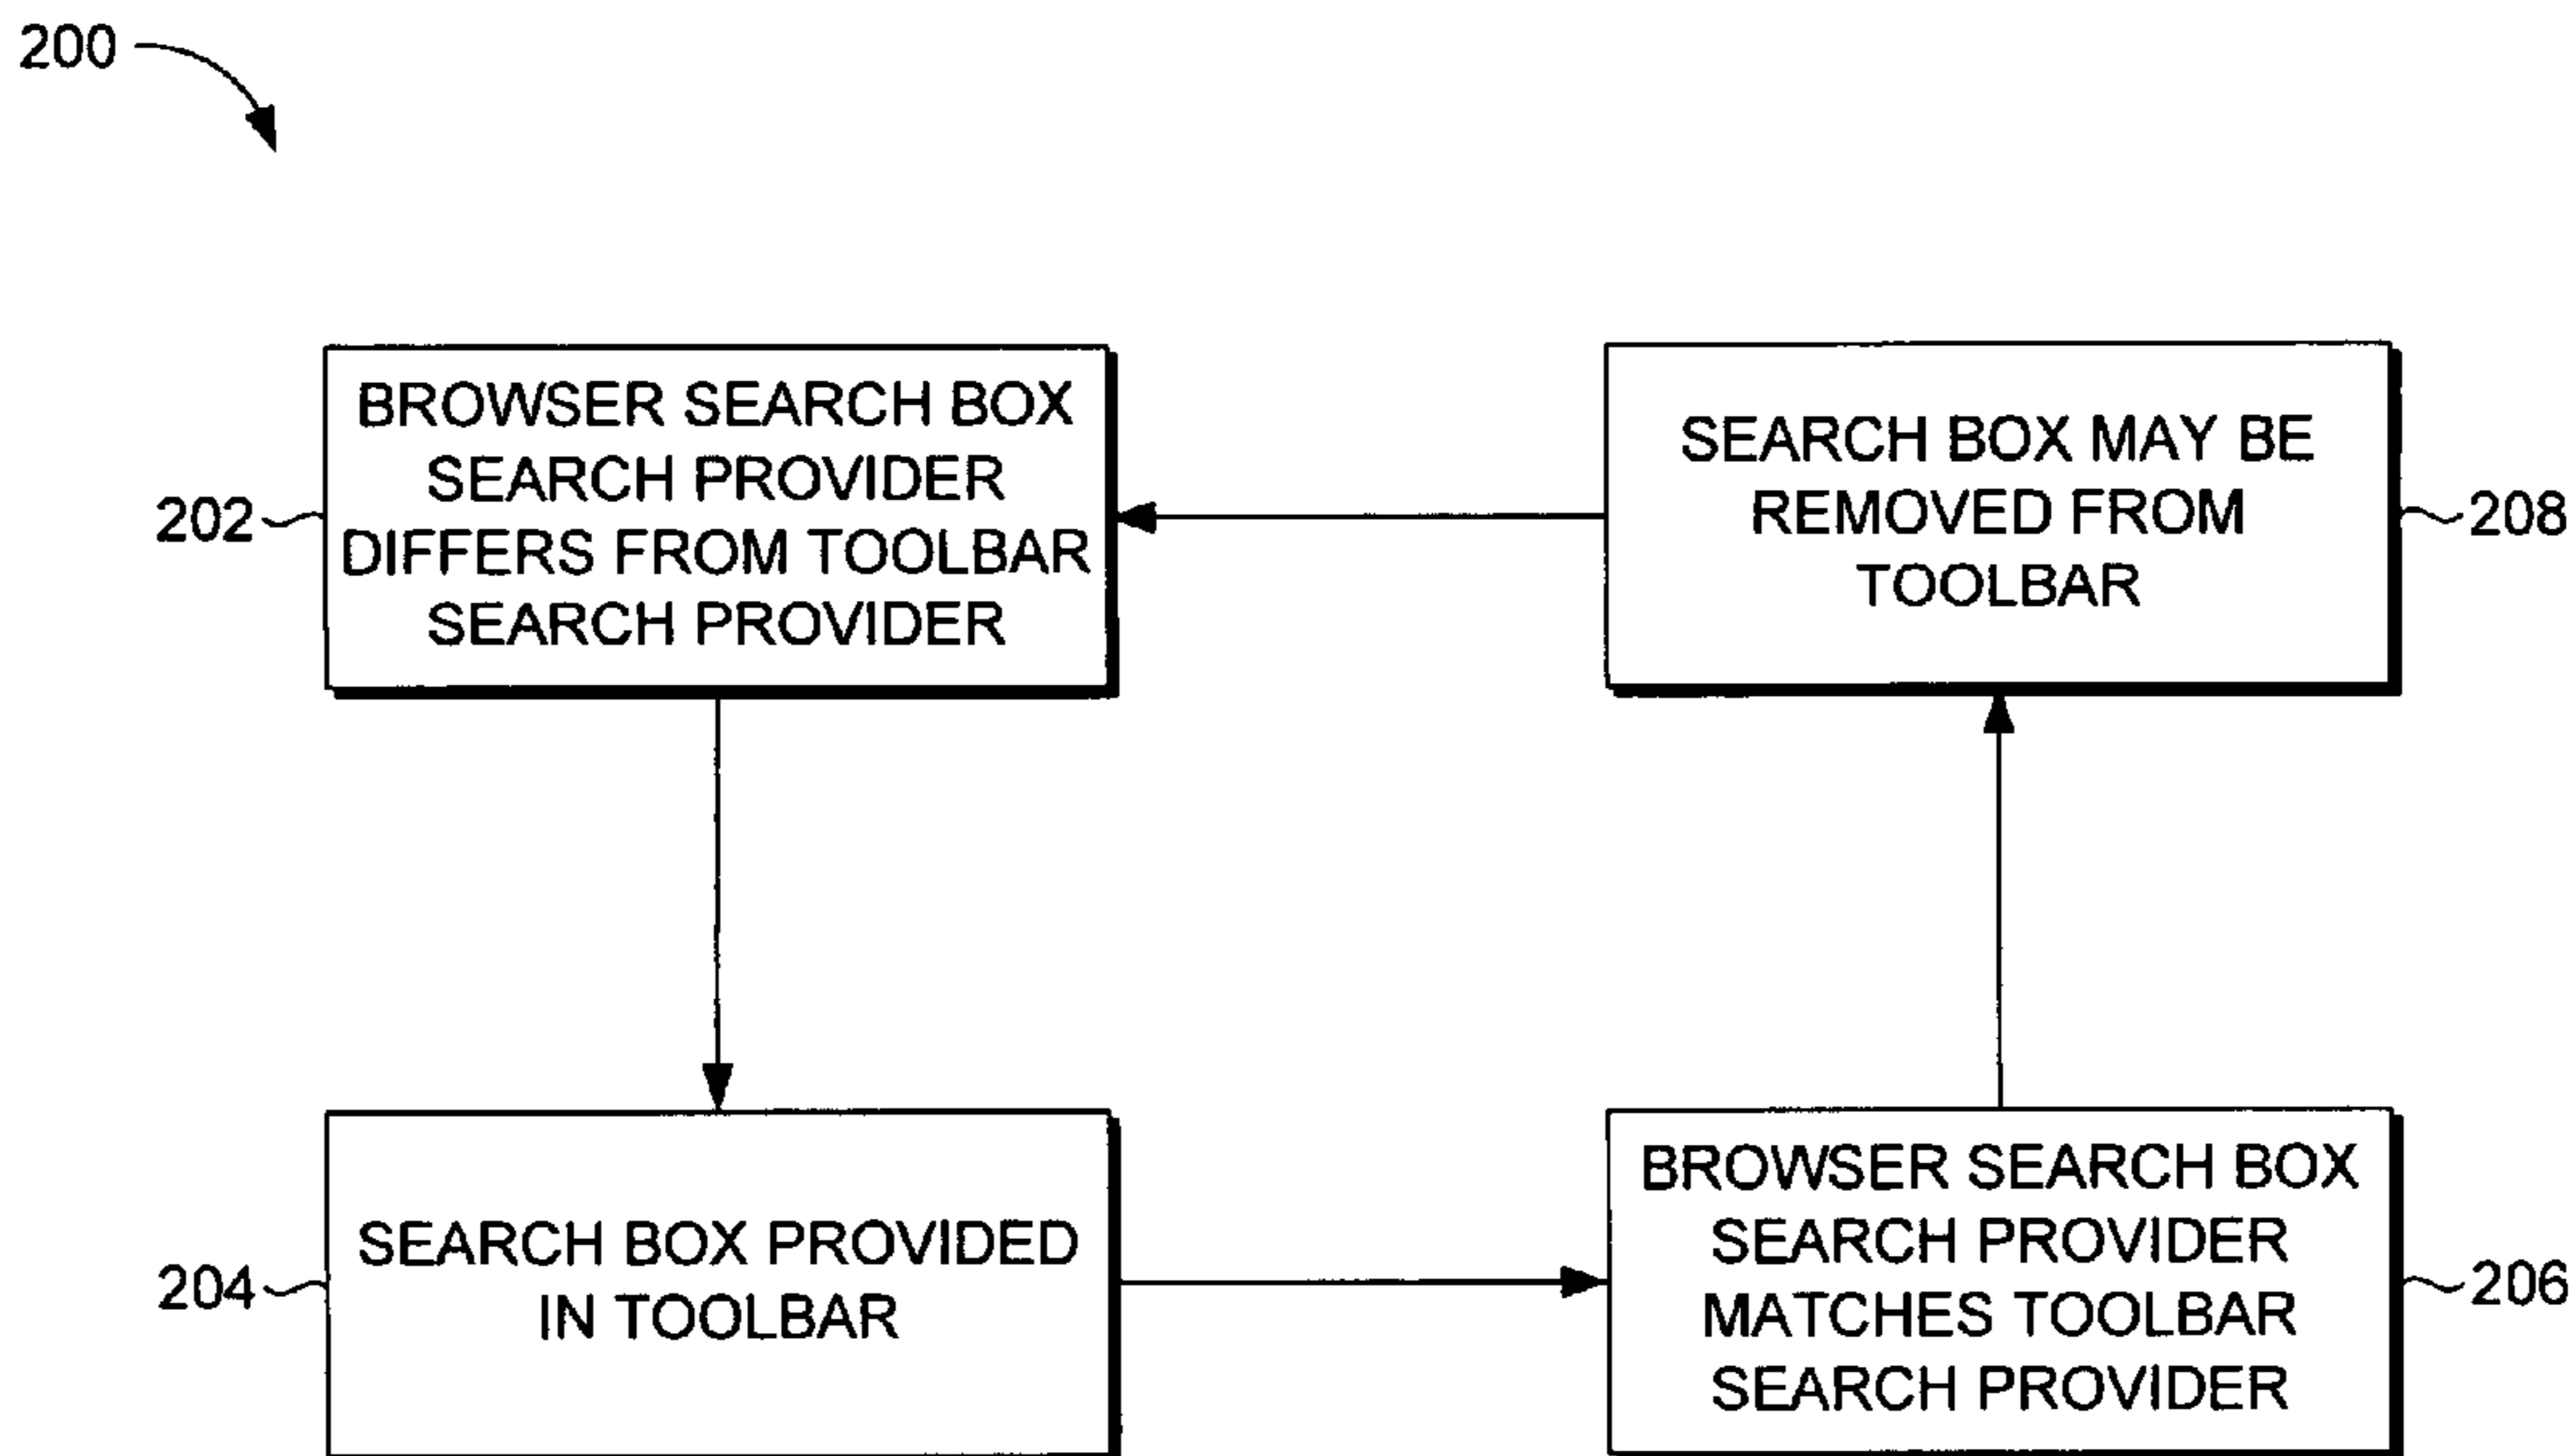 200
BROWSER SEARCH BOX
SEARCH PROVIDER
DIFFERS FROM TOOLBAR
SEARCH PROVIDER
202
SEARCH BOX MAY BE
REMOVED FROM
TOOLBAR
208
SEARCH BOX PROVIDED
IN TOOLBAR
204
BROWSER SEARCH BOX
SEARCH PROVIDER
MATCHES TOOLBAR
SEARCH PROVIDER
206